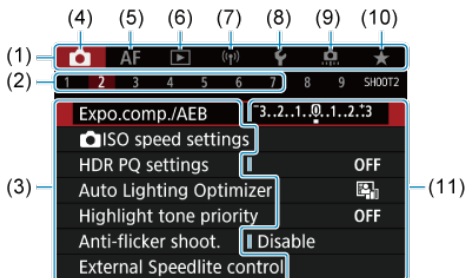 (4) (5) (6) (7) (8) (9) (10)
(1) AF
(2) 1 2 3 4 5 6 7 8 9 SHOOT2
Expo.comp./AEB -3..2..1..0..1..2..+3
ISO speed settings
HDR PQ settings OFF
(3) Auto Lighting Optimizer (11)
Highlight tone priority OFF
Anti-flicker shoot. Disable
External Speedlite control